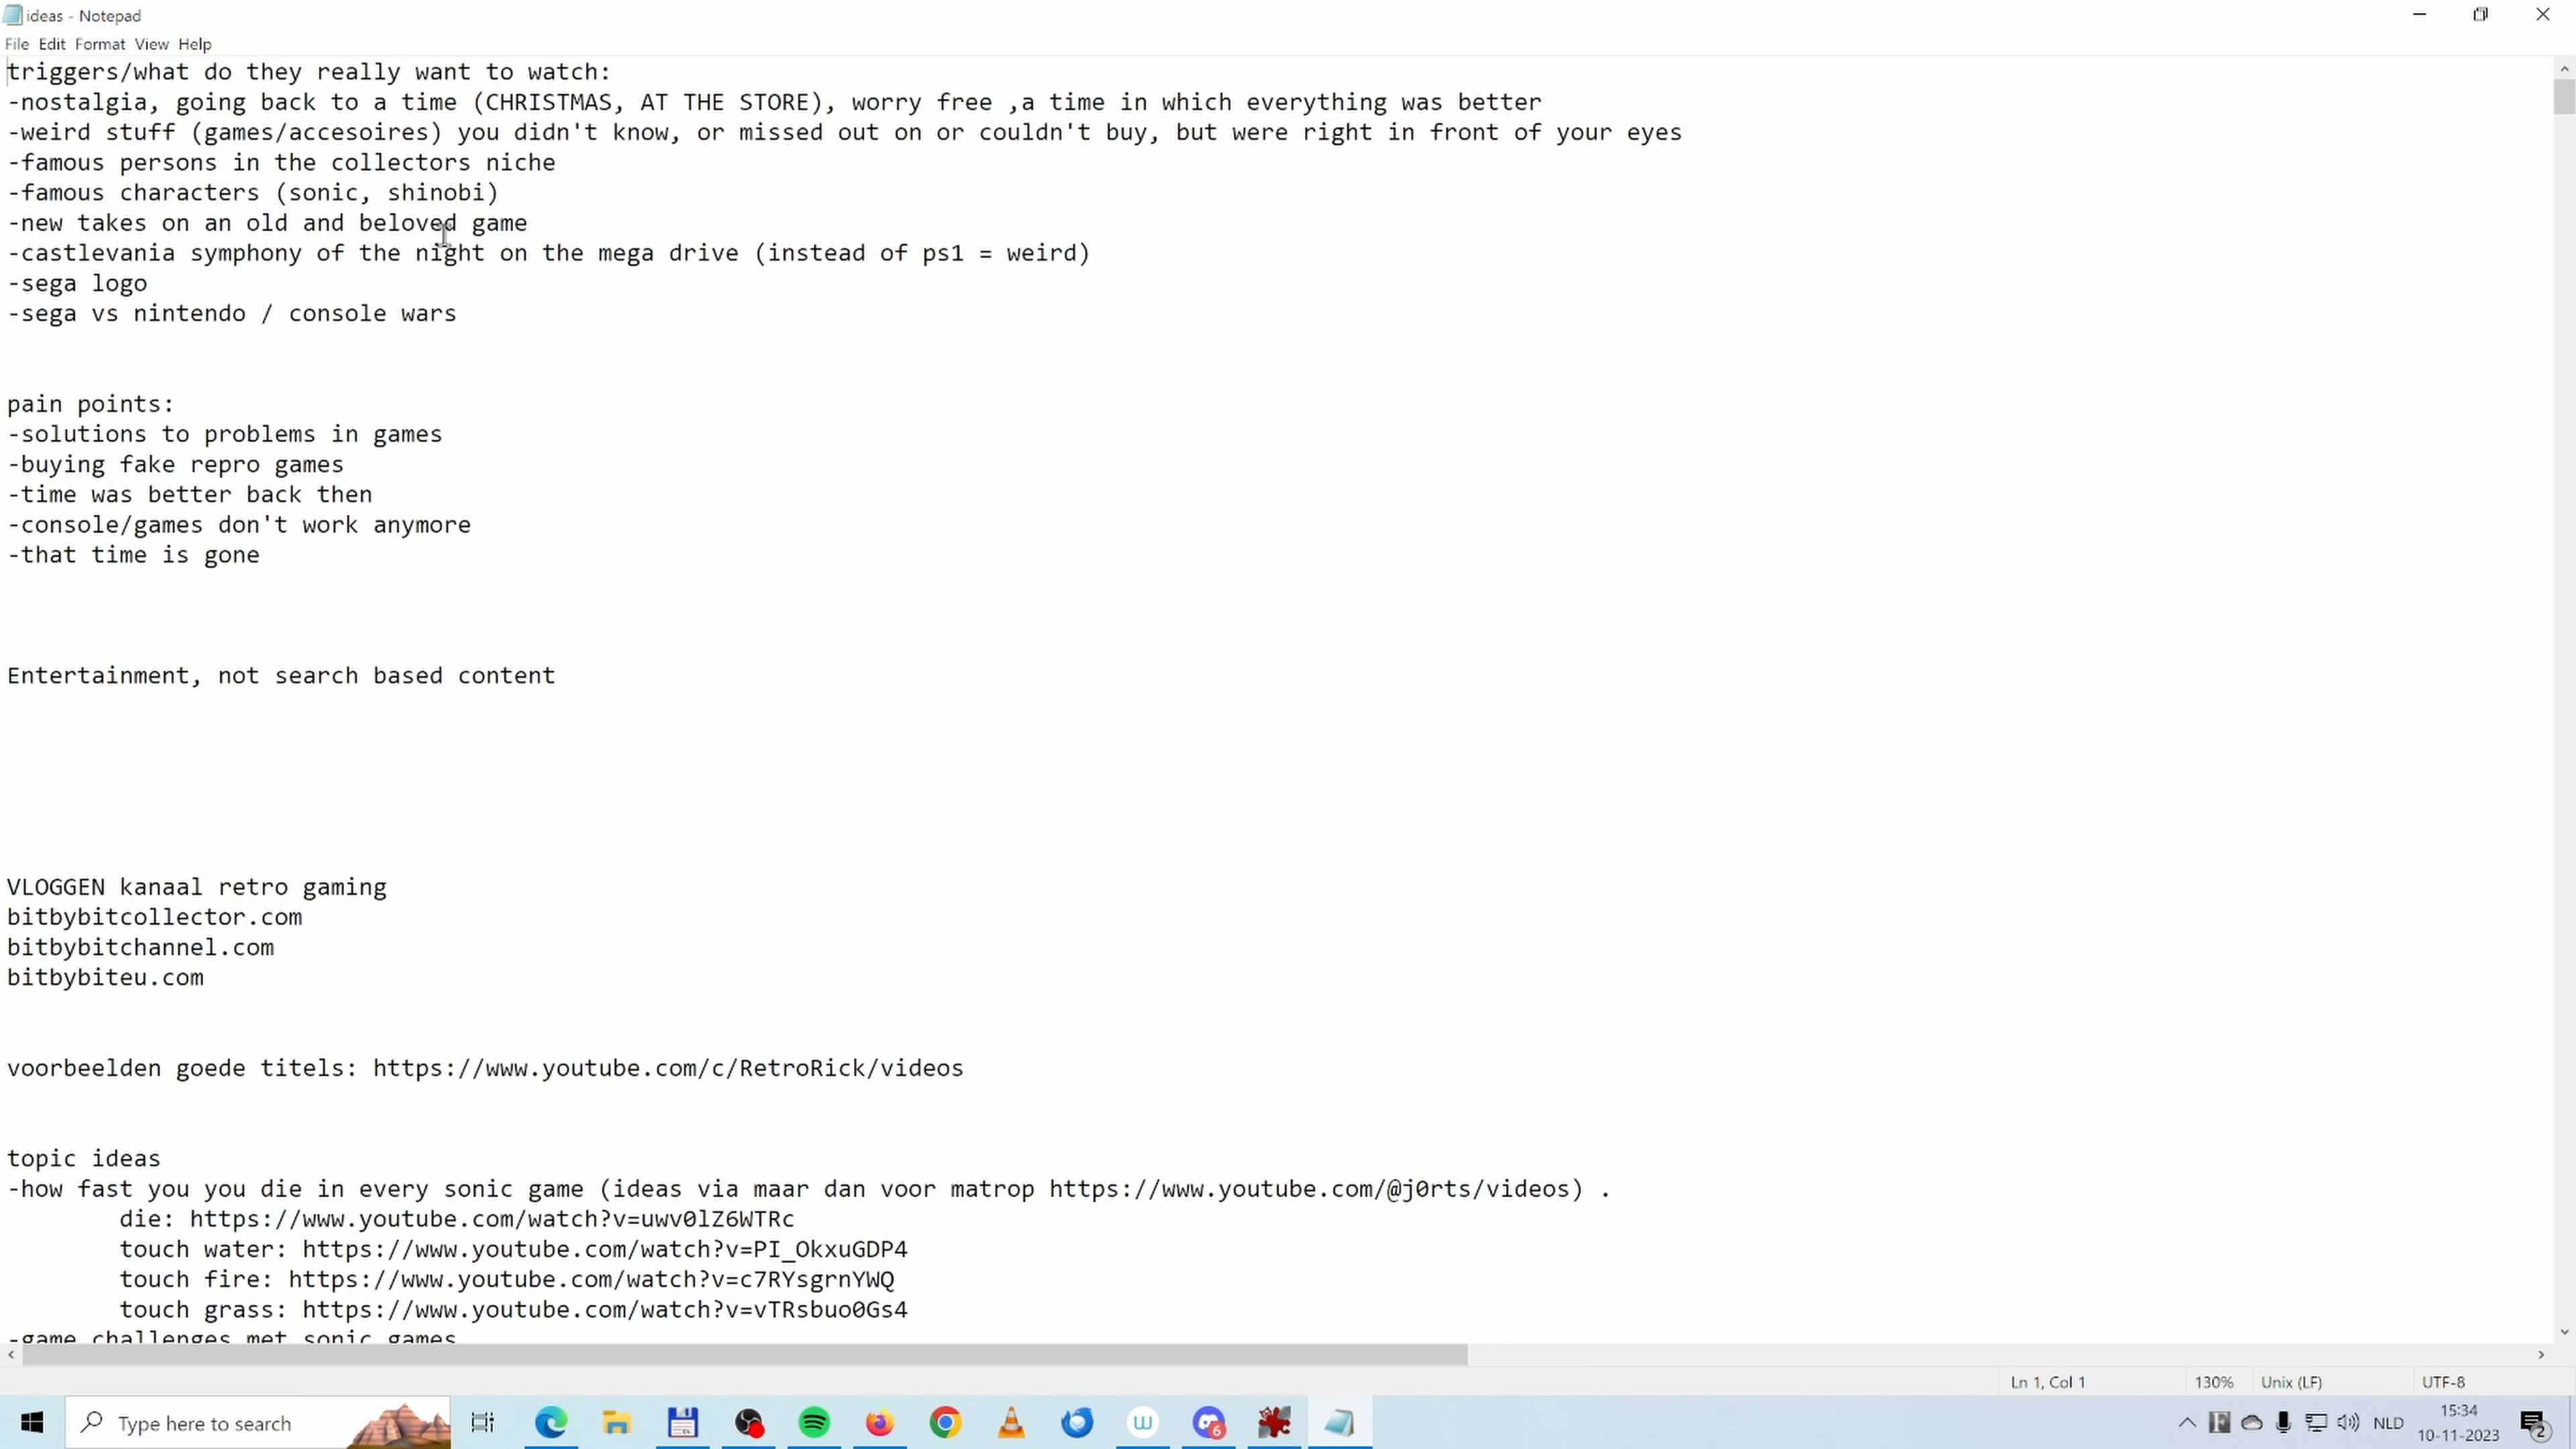 ideas - Notepad
File Edit Format View Help
triggers/what do they really want to watch:
-nostalgia, going back to a time (CHRISTMAS, AT THE STORE), worry free ,a time in which everything was better
-weird stuff (games/accesoires) you didn't know, or missed out on or couldn't buy, but were right in front of your eyes
-famous persons in the collectors niche
-famous characters (sonic, shinobi)
-new takes on an old and beloved game
-castlevania symphony of the night on the mega drive (instead of ps1 = weird)
-sega logo
-sega vs nintendo / console wars
pain points:
-solutions to problems in games
-buying fake repro games
-time was better back then
-console/games don't work anymore
-that time is gone
Entertainment, not search based content
VLOGGEN kanaal retro gaming
bitbybitcollector.com
bitbybitchannel.com
bitbybiteu.com
voorbeelden goede titels: https://www.youtube.com/c/RetroRick/videos
topic ideas
-how fast you you die in every sonic game (ideas via maar dan voor matrop https://www.youtube.com/@j0rts/videos) .
die: https://www.youtube.com/watch?v=uwv0lZ6WTRc
touch water: https://www.youtube.com/watch?v=PI_OkxuGDP4
touch fire: https://www.youtube.com/watch?v=c7RYsgrnYWQ
touch grass: https://www.youtube.com/watch?v=vTRsbuo0Gs4
-game challenges met sonic games
Ln 1, Col 1 130% Unix (LF) UTF-8
Type here to search W 6 F NLD 15:34 2
10-11-2023